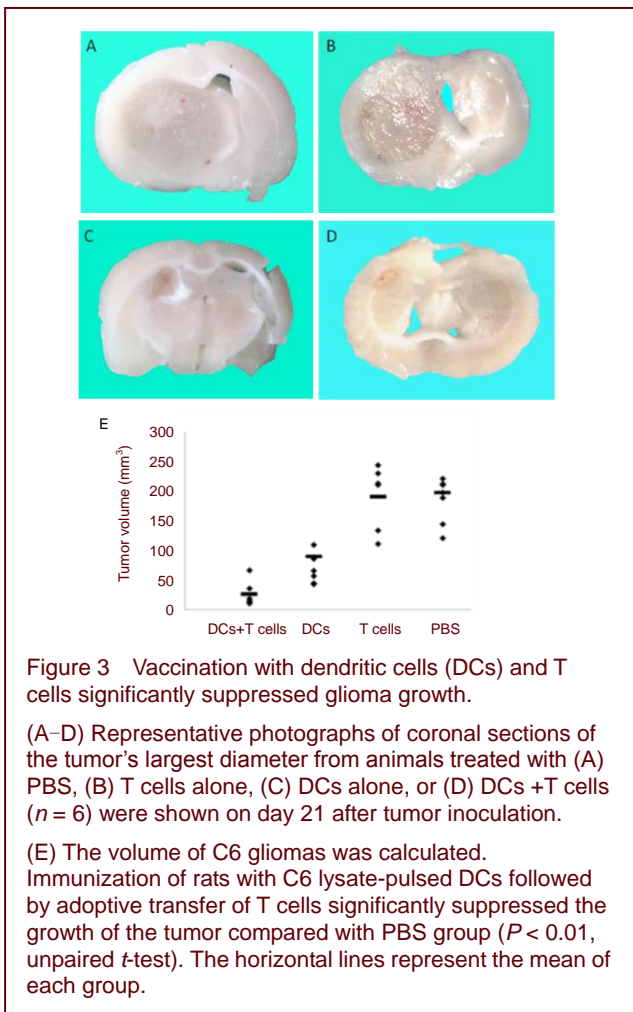 A
B
C
D
E
300
250
200
150
100
50
0
Tumor volume (mm³)
DCs+T cells DCs T cells PBS
Figure 3 Vaccination with dendritic cells (DCs) and T
cells significantly suppressed glioma growth.
(A–D) Representative photographs of coronal sections of
the tumor's largest diameter from animals treated with (A)
PBS, (B) T cells alone, (C) DCs alone, or (D) DCs +T cells
(n = 6) were shown on day 21 after tumor inoculation.
(E) The volume of C6 gliomas was calculated.
Immunization of rats with C6 lysate-pulsed DCs followed
by adoptive transfer of T cells significantly suppressed the
growth of the tumor compared with PBS group (P < 0.01,
unpaired t-test). The horizontal lines represent the mean of
each group.